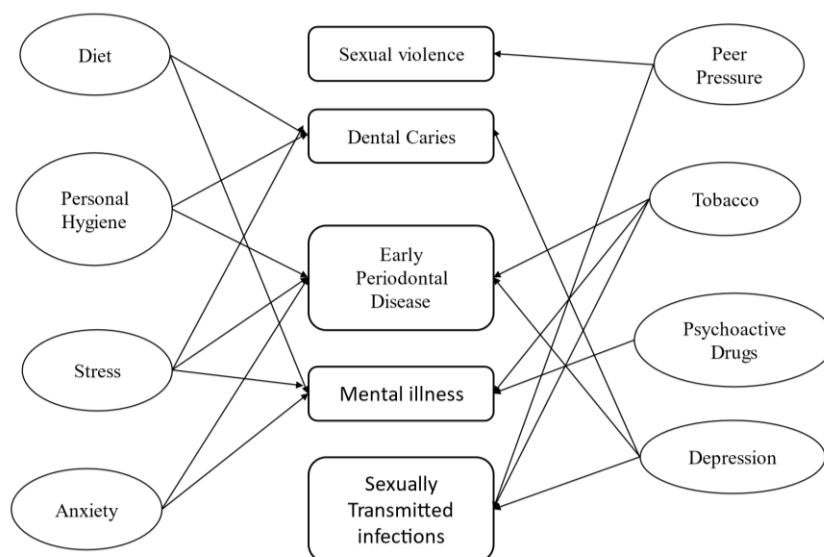 Diet
Personal
Hygiene
Stress
Anxiety
Sexual violence
Dental Caries
Early
Periodontal
Disease
Mental illness
Sexually
Transmitted
infections
Peer
Pressure
Tobacco
Psychoactive
Drugs
Depression